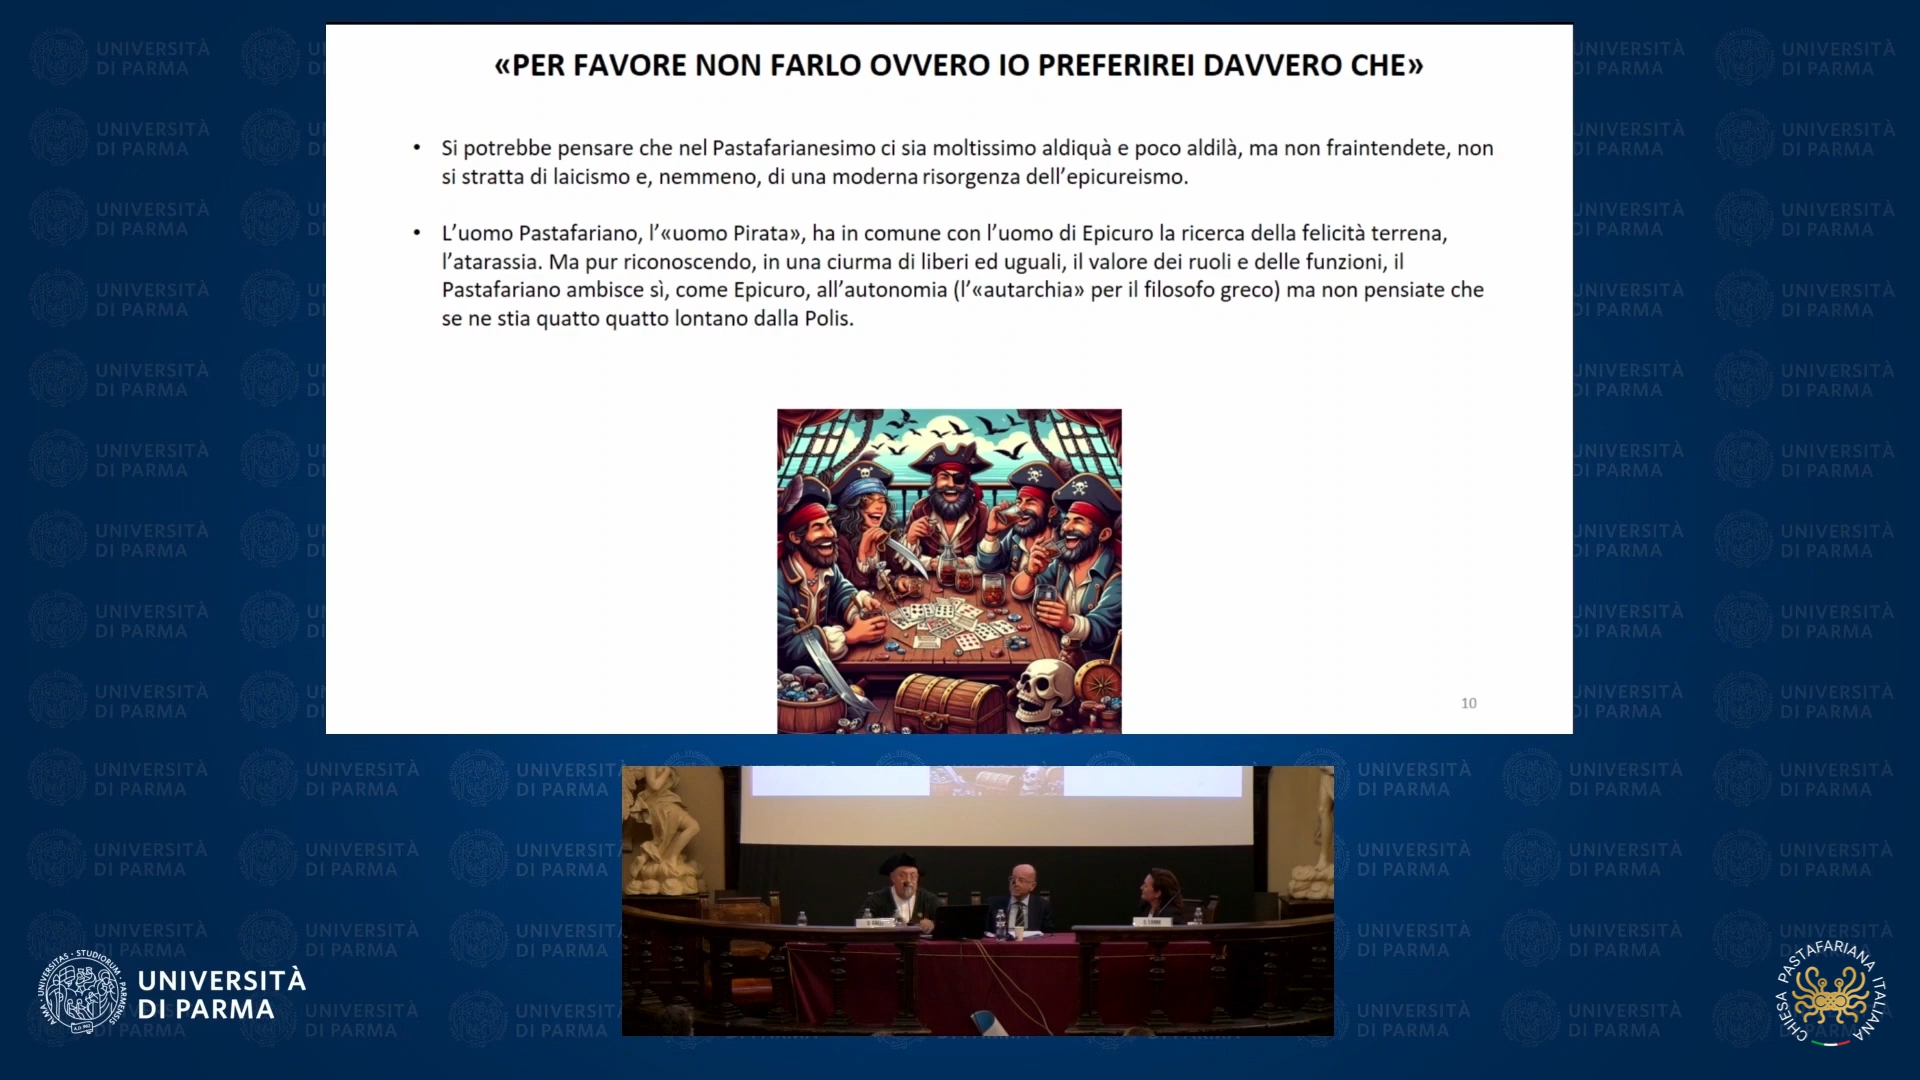 «PER FAVORE NON FARLO OVVERO IO PREFERIREI DAVVERO CHE»
• Si potrebbe pensare che nel Pastafarianesimo ci sia moltissimo aldiquà e poco aldilà, ma non fraintendete, non
si stratta di laicismo e, nemmeno, di una moderna risorgenza dell’epicureismo.
• L’uomo Pastafariano, l’«uomo Pirata», ha in comune con l’uomo di Epicuro la ricerca della felicità terrena,
l’atarassia. Ma pur riconoscendo, in una ciurma di liberi ed uguali, il valore dei ruoli e delle funzioni, il
Pastafariano ambisce sì, come Epicuro, all’autonomia (l’«autarchia» per il filosofo greco) ma non pensiate che
se ne stia quatto quatto lontano dalla Polis.
10
UNIVERSITÀ
DI PARMA
CHIESA PASTAFARIANA ITALIANA